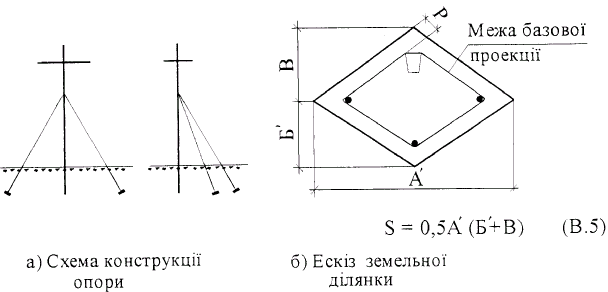 Р
Межа базової
проекції
В
Б′
А′
S = 0,5А′ (Б′+В) (В.5)
а) Схема конструкції
опори
б) Ескіз земельної
ділянки